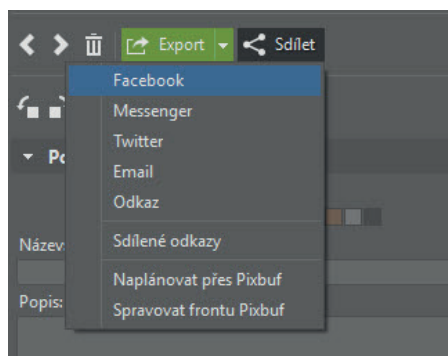 Export
Sdílet
Facebook
Messenger
Twitter
Email
Odkaz
Sdílené odkazy
Naplánovat přes Pixbuf
Spravovat frontu Pixbuf
Název:
Popis: